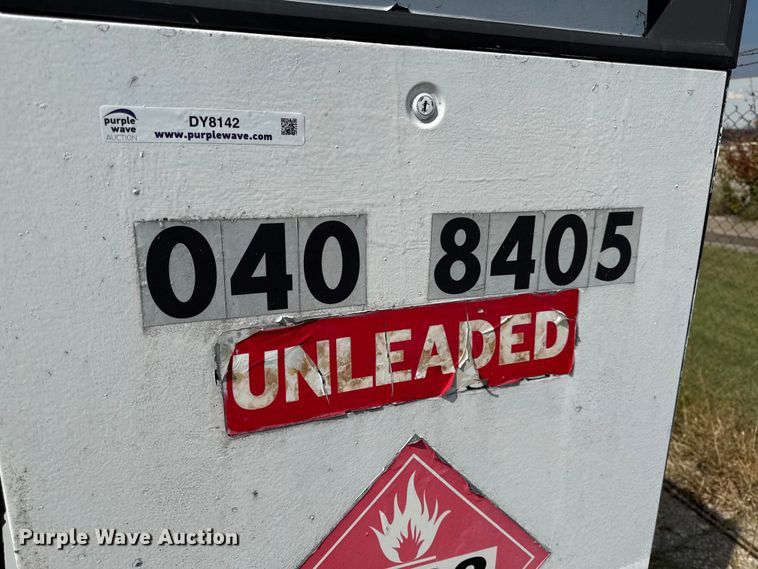 purple wave
AUCTION
DY8142
www.purplewave.com
040 8405
UNLEADED
Purple Wave Auction